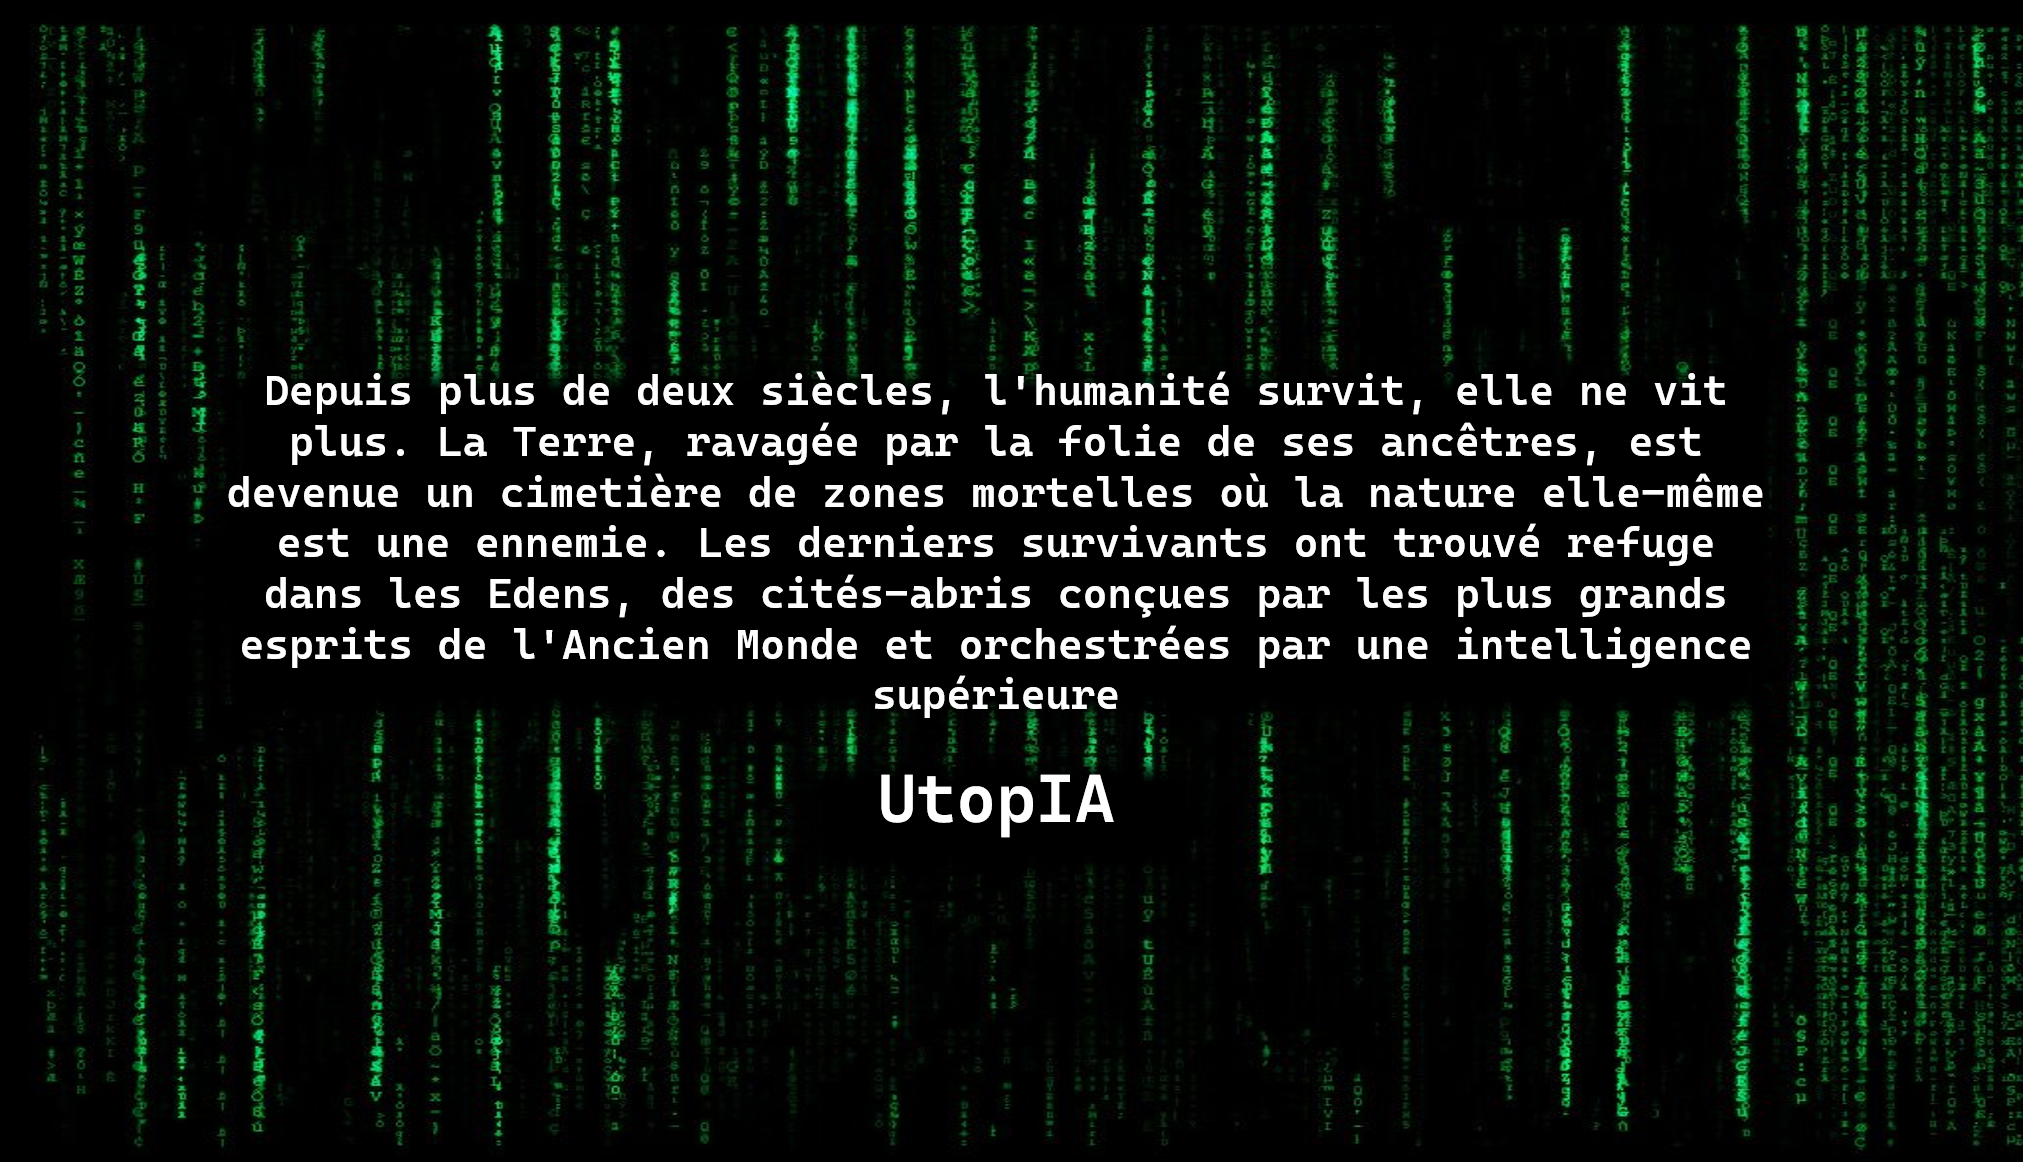 Depuis plus de deux siècles, l'humanité survit, elle ne vit
plus. La Terre, ravagée par la folie de ses ancêtres, est
devenue un cimetière de zones mortelles où la nature elle-même
est une ennemie. Les derniers survivants ont trouvé refuge
dans les Edens, des cités-abris conçues par les plus grands
esprits de l'Ancien Monde et orchestrées par une intelligence
supérieure
UtopIA